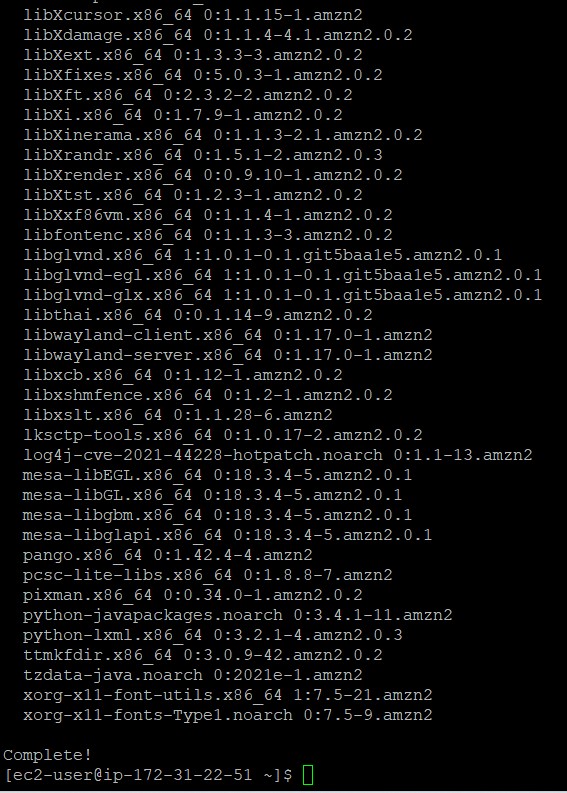 libXcursor.x86_64 0:1.1.15-1.amzn2
libXdamage.x86_64 0:1.1.4-4.1.amzn2.0.2
libXext.x86_64 0:1.3.3-3.amzn2.0.2
libXfixes.x86_64 0:5.0.3-1.amzn2.0.2
libXft.x86_64 0:2.3.2-2.amzn2.0.2
libXi.x86_64 0:1.7.9-1.amzn2.0.2
libXinerama.x86_64 0:1.1.3-2.1.amzn2.0.2
libXrandr.x86_64 0:1.5.1-2.amzn2.0.3
libXrender.x86_64 0:0.9.10-1.amzn2.0.2
libXtst.x86_64 0:1.2.3-1.amzn2.0.2
libXxf86vm.x86_64 0:1.1.4-1.amzn2.0.2
libfontenc.x86_64 0:1.1.3-3.amzn2.0.2
libglvnd.x86_64 1:1.0.1-0.1.git5baa1e5.amzn2.0.1
libglvnd-egl.x86_64 1:1.0.1-0.1.git5baa1e5.amzn2.0.1
libglvnd-glx.x86_64 1:1.0.1-0.1.git5baa1e5.amzn2.0.1
libthai.x86_64 0:0.1.14-9.amzn2.0.2
libwayland-client.x86_64 0:1.17.0-1.amzn2
libwayland-server.x86_64 0:1.17.0-1.amzn2
libxcb.x86_64 0:1.12-1.amzn2.0.2
libxshmfence.x86_64 0:1.2-1.amzn2.0.2
libxslt.x86_64 0:1.1.28-6.amzn2
lksctp-tools.x86_64 0:1.0.17-2.amzn2.0.2
log4j-cve-2021-44228-hotpatch.noarch 0:1.1-13.amzn2
mesa-libEGL.x86_64 0:18.3.4-5.amzn2.0.1
mesa-libGL.x86_64 0:18.3.4-5.amzn2.0.1
mesa-libgbm.x86_64 0:18.3.4-5.amzn2.0.1
mesa-libglapi.x86_64 0:18.3.4-5.amzn2.0.1
pango.x86_64 0:1.42.4-4.amzn2
pcsc-lite-libs.x86_64 0:1.8.8-7.amzn2
pixman.x86_64 0:0.34.0-1.amzn2.0.2
python-javapackages.noarch 0:3.4.1-11.amzn2
python-lxml.x86_64 0:3.2.1-4.amzn2.0.3
ttmkfdir.x86_64 0:3.0.9-42.amzn2.0.2
tzdata-java.noarch 0:2021e-1.amzn2
xorg-x11-font-utils.x86_64 1:7.5-21.amzn2
xorg-x11-fonts-Type1.noarch 0:7.5-9.amzn2
Complete!
[ec2-user@ip-172-31-22-51 ~]$